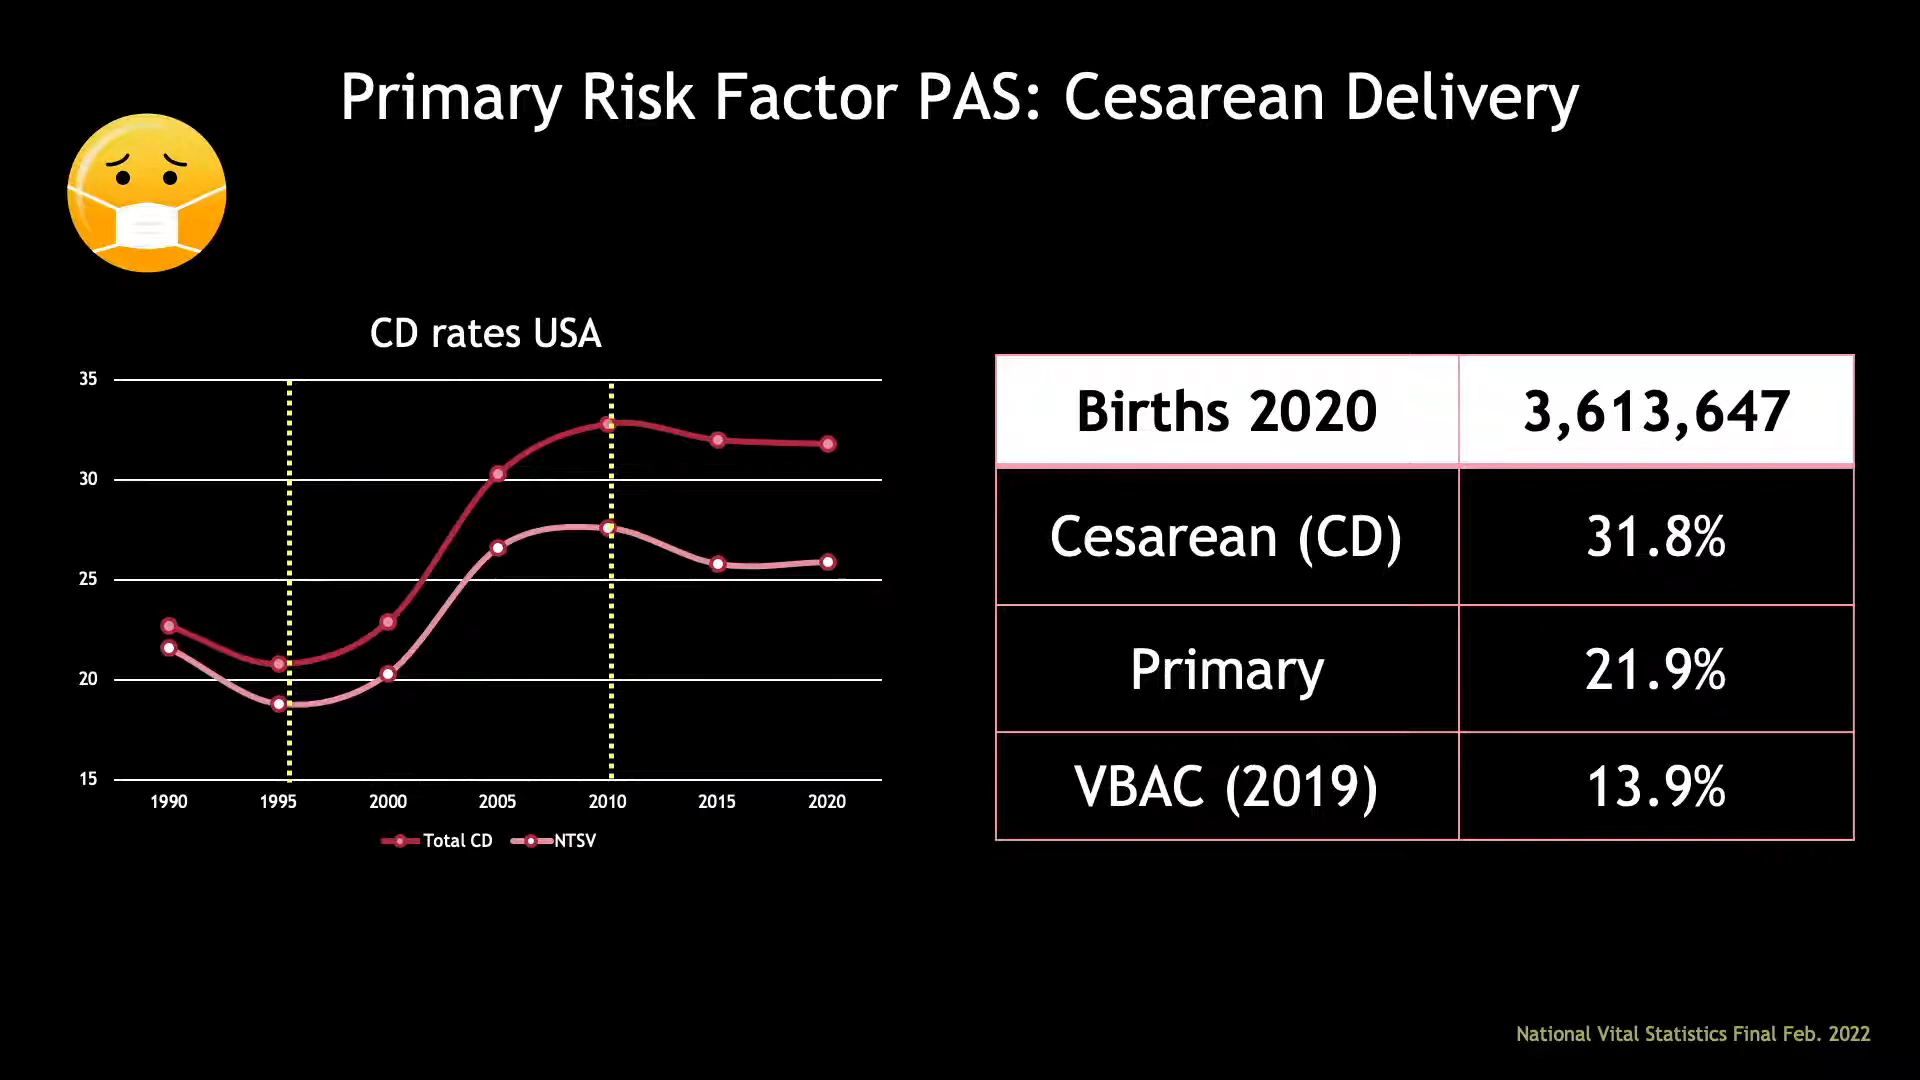 Primary Risk Factor PAS: Cesarean Delivery
CD rates USA
35
30
25
20
15
1990 1995 2000 2005 2010 2015 2020
Total CD NTSV
Births 2020 3,613,647
Cesarean (CD) 31.8%
Primary 21.9%
VBAC (2019) 13.9%
National Vital Statistics Final Feb. 2022